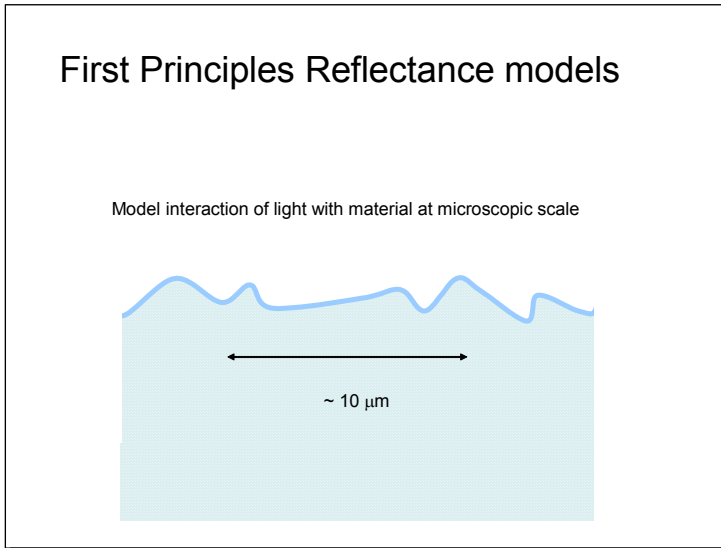 First Principles Reflectance models
Model interaction of light with material at microscopic scale
~ 10 μm